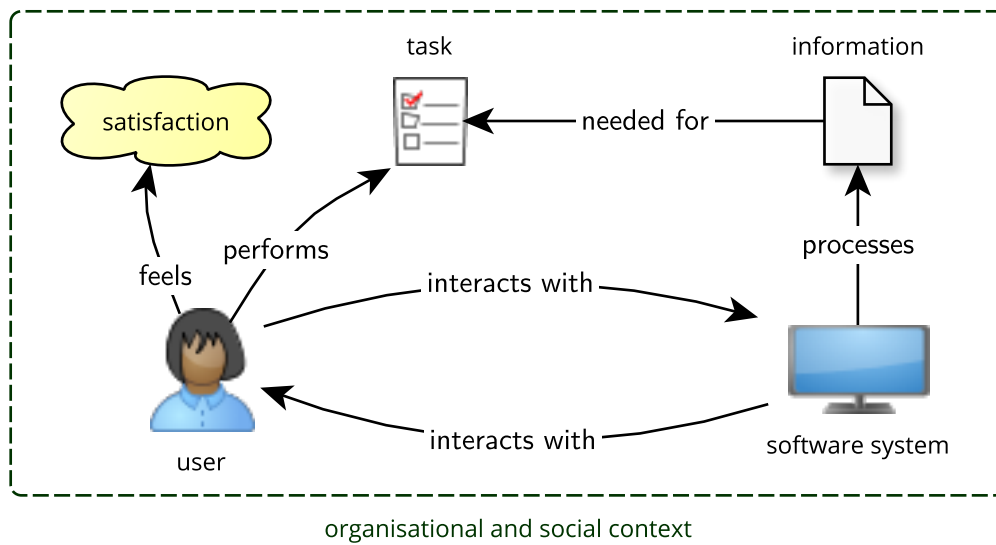 task
information
satisfaction
needed for
performs
processes
feels
interacts with
interacts with
software system
user
organisational and social context